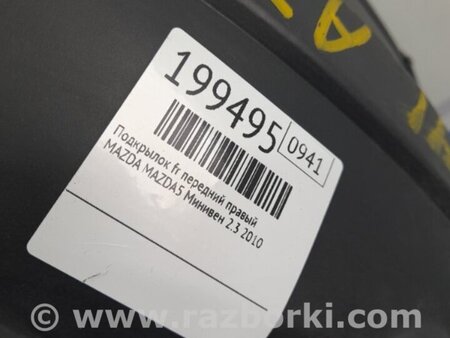 199495
0941
Подкрылок fr передний правый
MAZDA MAZDA5 Минивен 2.3 2010
© www.razborki.com